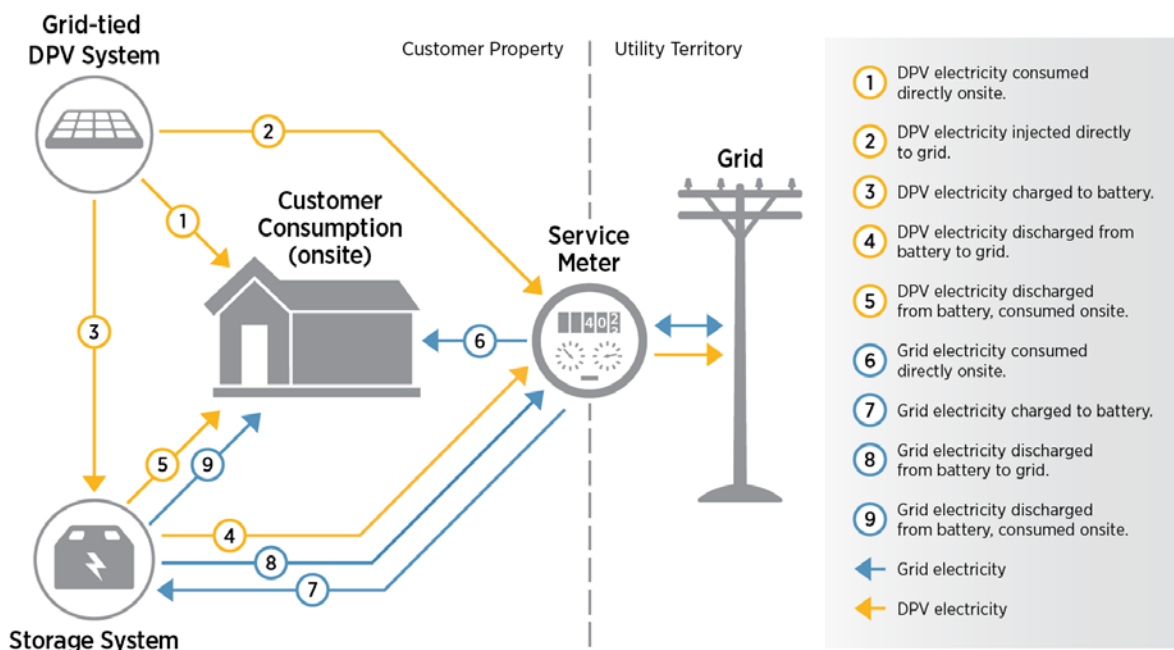 Grid-tied
DPV System
Customer Property
Utility Territory
2
1
Customer
Consumption
(onsite)
Service
Meter
Grid
3
6
40
5
9
4
8
7
Storage System
1 DPV electricity consumed
directly onsite.
2 DPV electricity injected directly
to grid.
3 DPV electricity charged to battery.
4 DPV electricity discharged from
battery to grid.
5 DPV electricity discharged
from battery, consumed onsite.
6 Grid electricity consumed
directly onsite.
7 Grid electricity charged to battery.
8 Grid electricity discharged
from battery to grid.
9 Grid electricity discharged
from battery, consumed onsite.
Grid electricity
DPV electricity